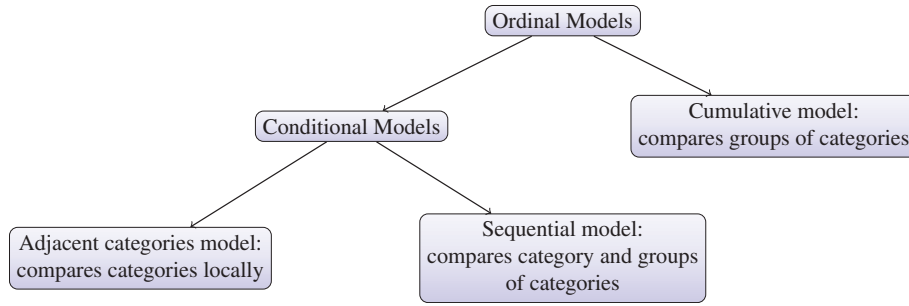 Ordinal Models
Conditional Models
Cumulative model:
compares groups of categories
Adjacent categories model:
compares categories locally
Sequential model:
compares category and groups
of categories